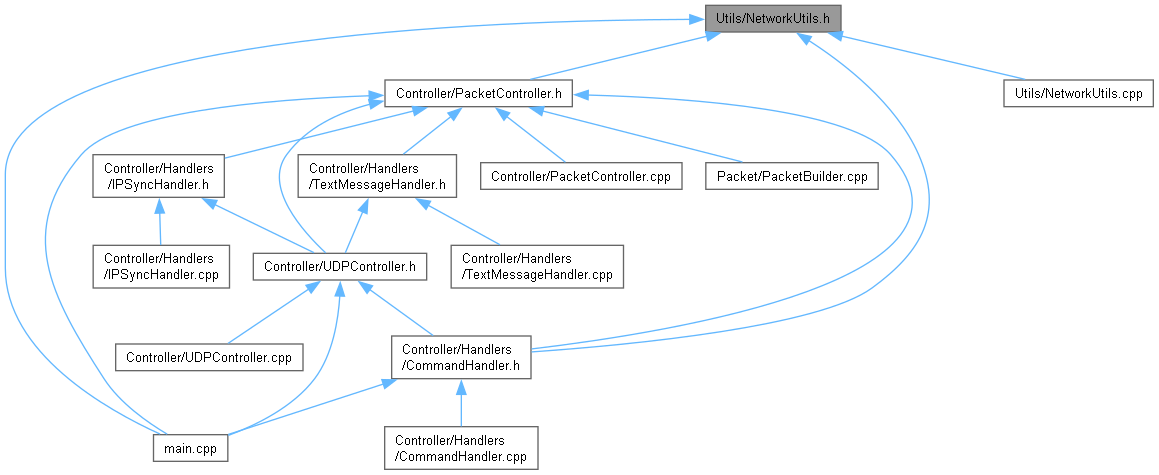 Utils/NetworkUtils.h
Controller/PacketController.h
Utils/NetworkUtils.cpp
Controller/Handlers
/IPSyncHandler.h
Controller/Handlers
/TextMessageHandler.h
Controller/PacketController.cpp
Packet/PacketBuilder.cpp
Controller/Handlers
/IPSyncHandler.cpp
Controller/UDPController.h
Controller/Handlers
/TextMessageHandler.cpp
Controller/UDPController.cpp
Controller/Handlers
/CommandHandler.h
main.cpp
Controller/Handlers
/CommandHandler.cpp